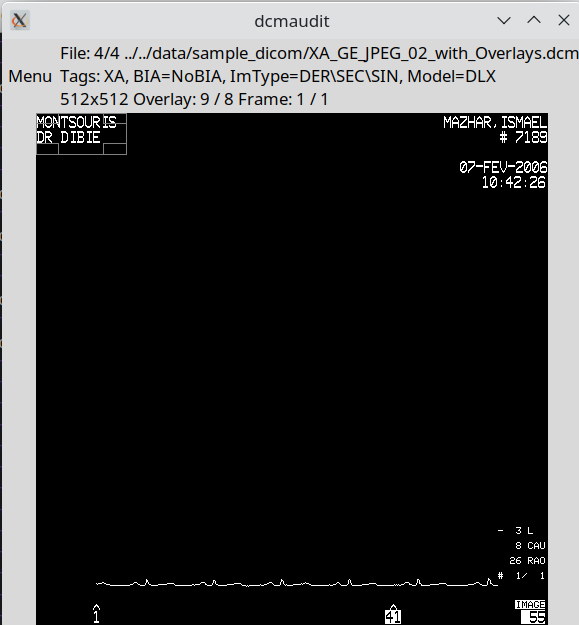 dcmaudit
File: 4/4 ../../data/sample_dicom/XA_GE_JPEG_02_with_Overlays.dcm
Menu Tags: XA, BIA=NoBIA, ImType=DER\SEC\SIN, Model=DLX
512x512 Overlay: 9 / 8 Frame: 1 / 1
MONTSOURIS MAZHAR, ISMAEL
DR DIBIE # 7189
07-FEV-2006
10:42:26
- 3 L
8 CAU
26 RAO
# 1/ 1
IMAGE
1 41 55